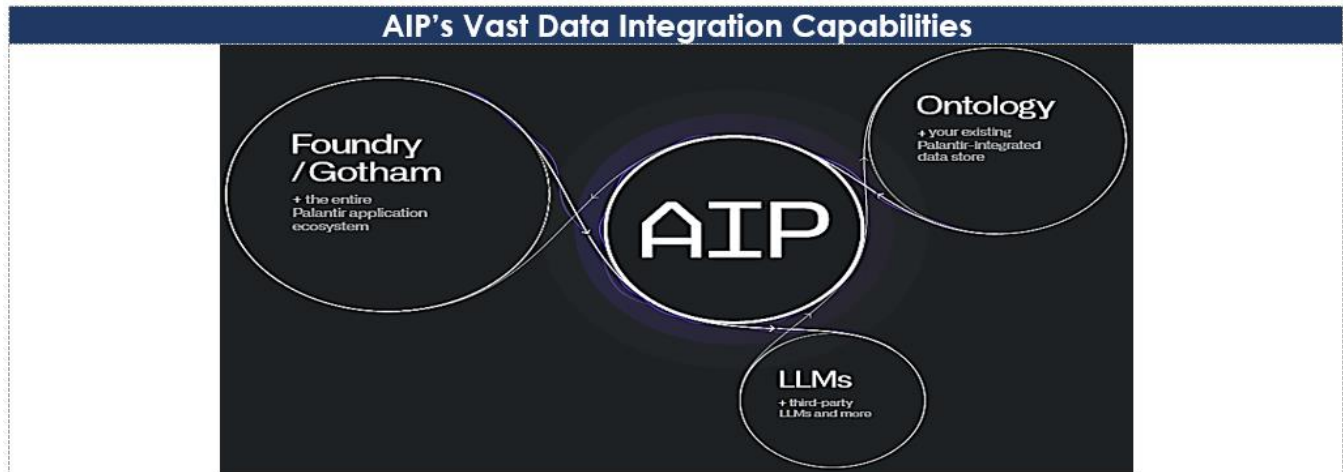 AIP’s Vast Data Integration Capabilities
Foundry
/Gotham
+ the entire
Palantir application
ecosystem
AIP
Ontology
+ your existing
Palantir-integrated
data store
LLMs
+ third-party
LLMs and more